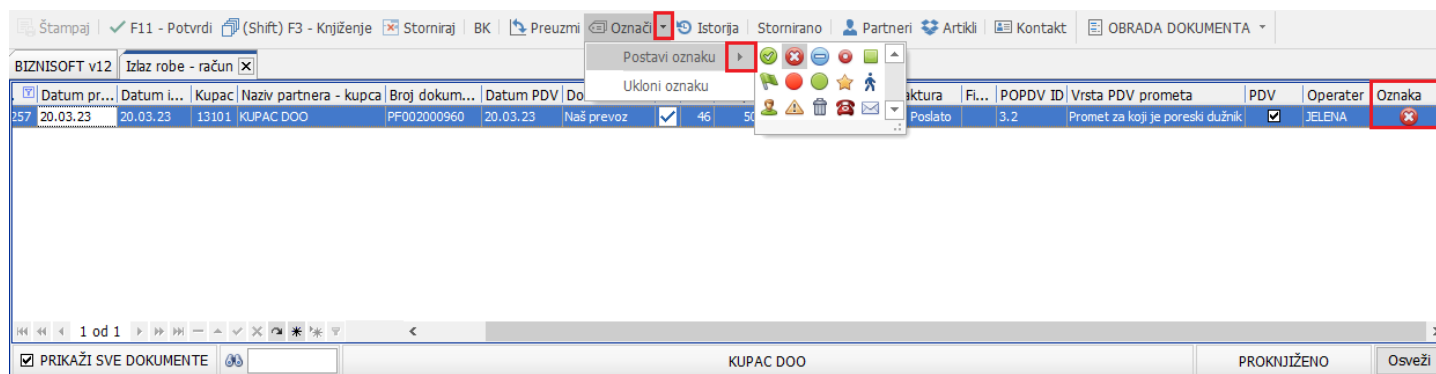 Štampaj F11 - Potvrdi (Shift) F3 - Knjiženje Storniraj BK Preuzmi Označi Istorija Stornirano Partneri Artikli Kontakt OBRADA DOKUMENTA
Postavi oznaku
Ukloni oznaku
BIZNISOFT v12 Izlaz robe - račun
Datum pr... Datum i... Kupac Naziv partnera - kupca Broj dokum... Datum PDV Do aktura Fi... POPDV ID Vrsta PDV prometa PDV Operater Oznaka
257 20.03.23 20.03.23 13101 KUPAC DOO PF002000960 20.03.23 Naš prevoz 46 50 Poslato 3.2 Promet za koji je poreski dužnik JELENA
1 od 1
PRIKAŽI SVE DOKUMENTE KUPAC DOO PROKNJIŽENO Osveži